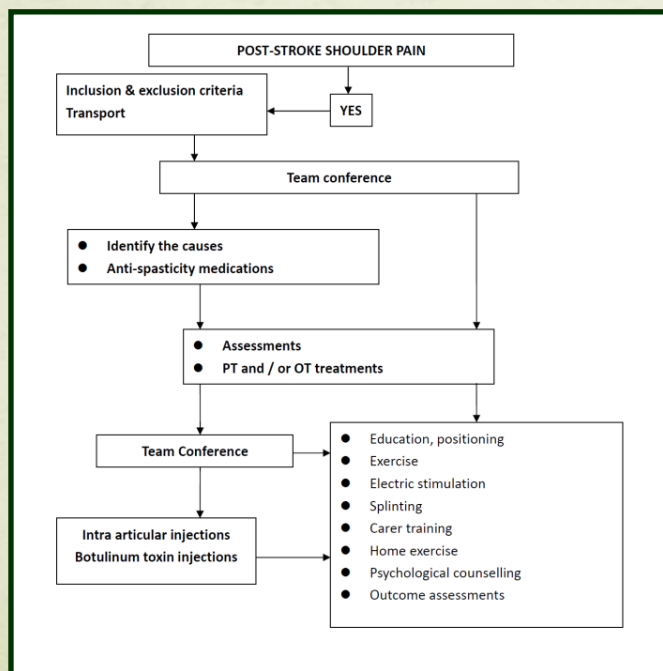 POST-STROKE SHOULDER PAIN
YES
Inclusion & exclusion criteria
Transport
Team conference
● Identify the causes
● Anti-spasticity medications
● Assessments
● PT and / or OT treatments
Team Conference
Intra articular injections
Botulinum toxin injections
● Education, positioning
● Exercise
● Electric stimulation
● Splinting
● Carer training
● Home exercise
● Psychological counselling
● Outcome assessments